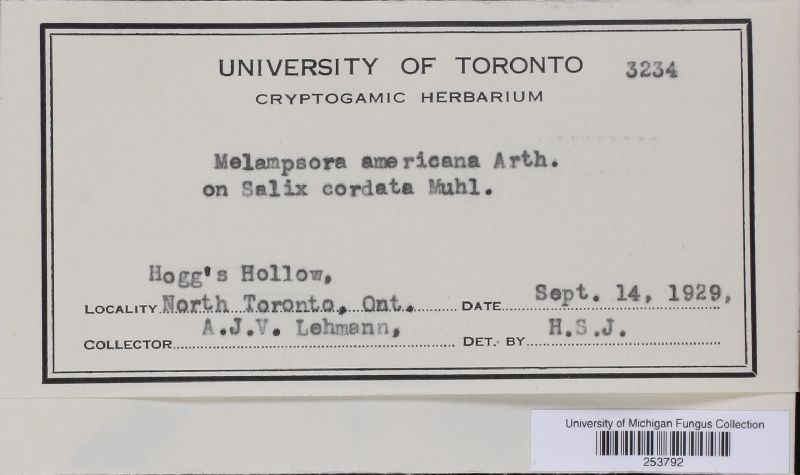 UNIVERSITY OF TORONTO 3234
CRYPTOGAMIC HERBARIUM
Melampsora americana Arth.
on Salix cordata Muhl.
Hogg's Hollow,
LOCALITY North Toronto, Ont. DATE Sept. 14, 1929,
COLLECTOR A.J.V. Lehmann, DET. BY H.S.J.
University of Michigan Fungus Collection
253792